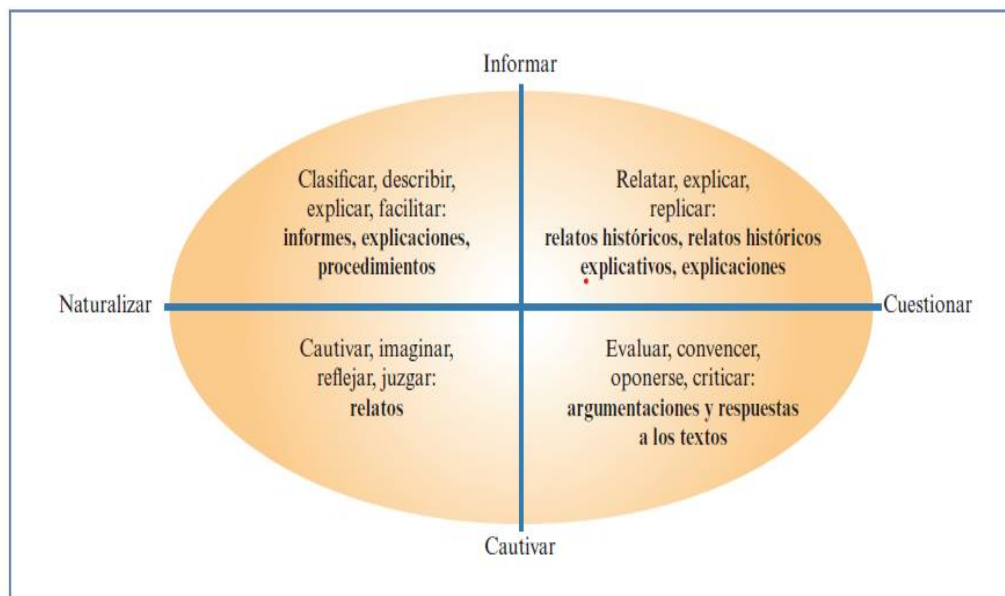 Informar
Clasificar, describir,
explicar, facilitar:
informes, explicaciones,
procedimientos
Relatar, explicar,
replicar:
relatos históricos, relatos históricos
explicativos, explicaciones
Naturalizar
Cuestionar
Cautivar, imaginar,
reflejar, juzgar:
relatos
Evaluar, convencer,
oponerse, criticar:
argumentaciones y respuestas
a los textos
Cautivar